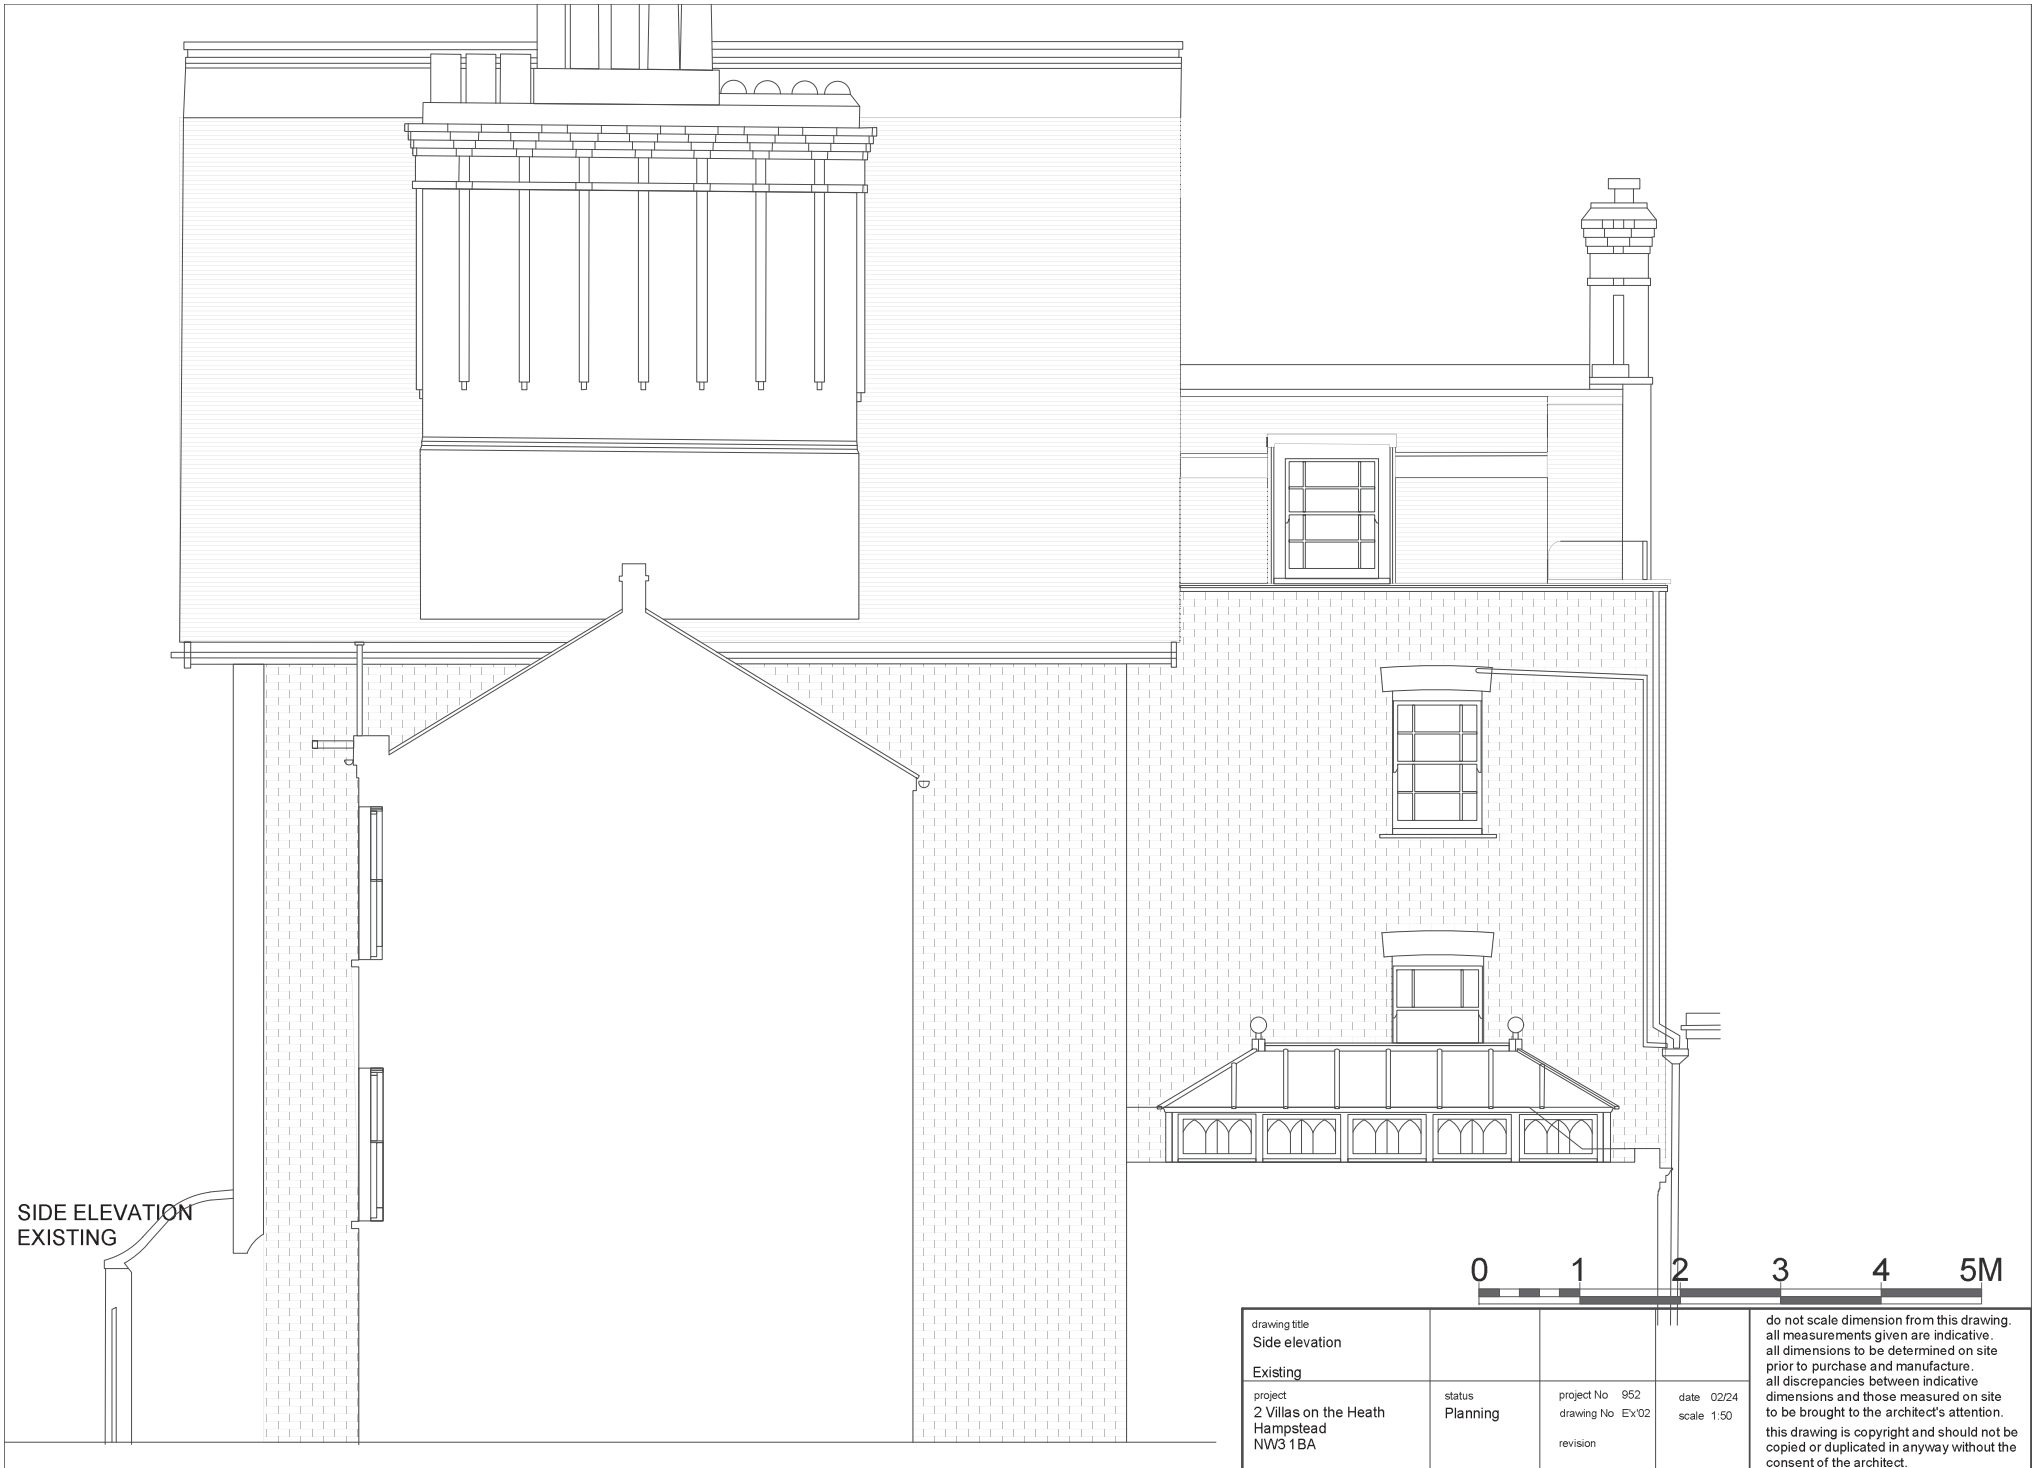 SIDE ELEVATION
EXISTING
0 1 2 3 4 5M
drawing title
Side elevation
Existing
project
2 Villas on the Heath
Hampstead
NW3 1BA
status
Planning
project No 952
drawing No E'x'02
revision
date 02/24
scale 1:50
do not scale dimension from this drawing.
all measurements given are indicative.
all dimensions to be determined on site
prior to purchase and manufacture.
all discrepancies between indicative
dimensions and those measured on site
to be brought to the architect's attention.
this drawing is copyright and should not be
copied or duplicated in anyway without the
consent of the architect.